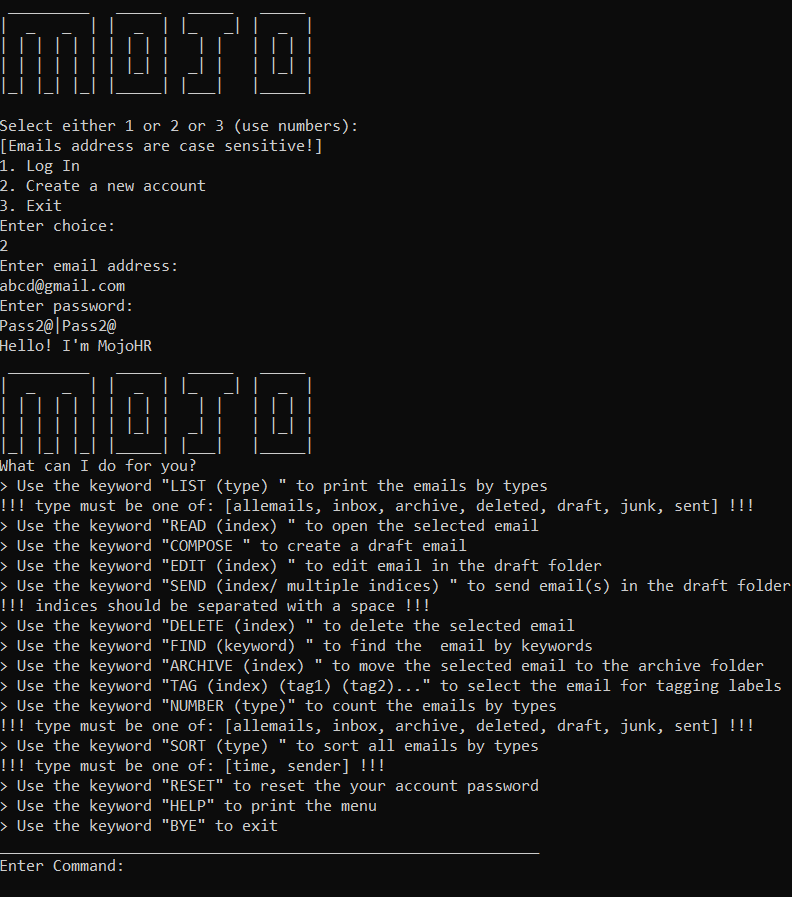 MOJO
Select either 1 or 2 or 3 (use numbers):
[Emails address are case sensitive!]
1. Log In
2. Create a new account
3. Exit
Enter choice:
2
Enter email address:
abcd@gmail.com
Enter password:
Pass2@|Pass2@
Hello! I'm MojoHR
MOJO
What can I do for you?
> Use the keyword "LIST (type) " to print the emails by types
!!! type must be one of: [allemails, inbox, archive, deleted, draft, junk, sent] !!!
> Use the keyword "READ (index) " to open the selected email
> Use the keyword "COMPOSE " to create a draft email
> Use the keyword "EDIT (index) " to edit email in the draft folder
> Use the keyword "SEND (index/ multiple indices) " to send email(s) in the draft folder
!!! indices should be separated with a space !!!
> Use the keyword "DELETE (index) " to delete the selected email
> Use the keyword "FIND (keyword) " to find the  email by keywords
> Use the keyword "ARCHIVE (index) " to move the selected email to the archive folder
> Use the keyword "TAG (index) (tag1) (tag2)..." to select the email for tagging labels
> Use the keyword "NUMBER (type)" to count the emails by types
!!! type must be one of: [allemails, inbox, archive, deleted, draft, junk, sent] !!!
> Use the keyword "SORT (type) " to sort all emails by types
!!! type must be one of: [time, sender] !!!
> Use the keyword "RESET" to reset the your account password
> Use the keyword "HELP" to print the menu
> Use the keyword "BYE" to exit
Enter Command: